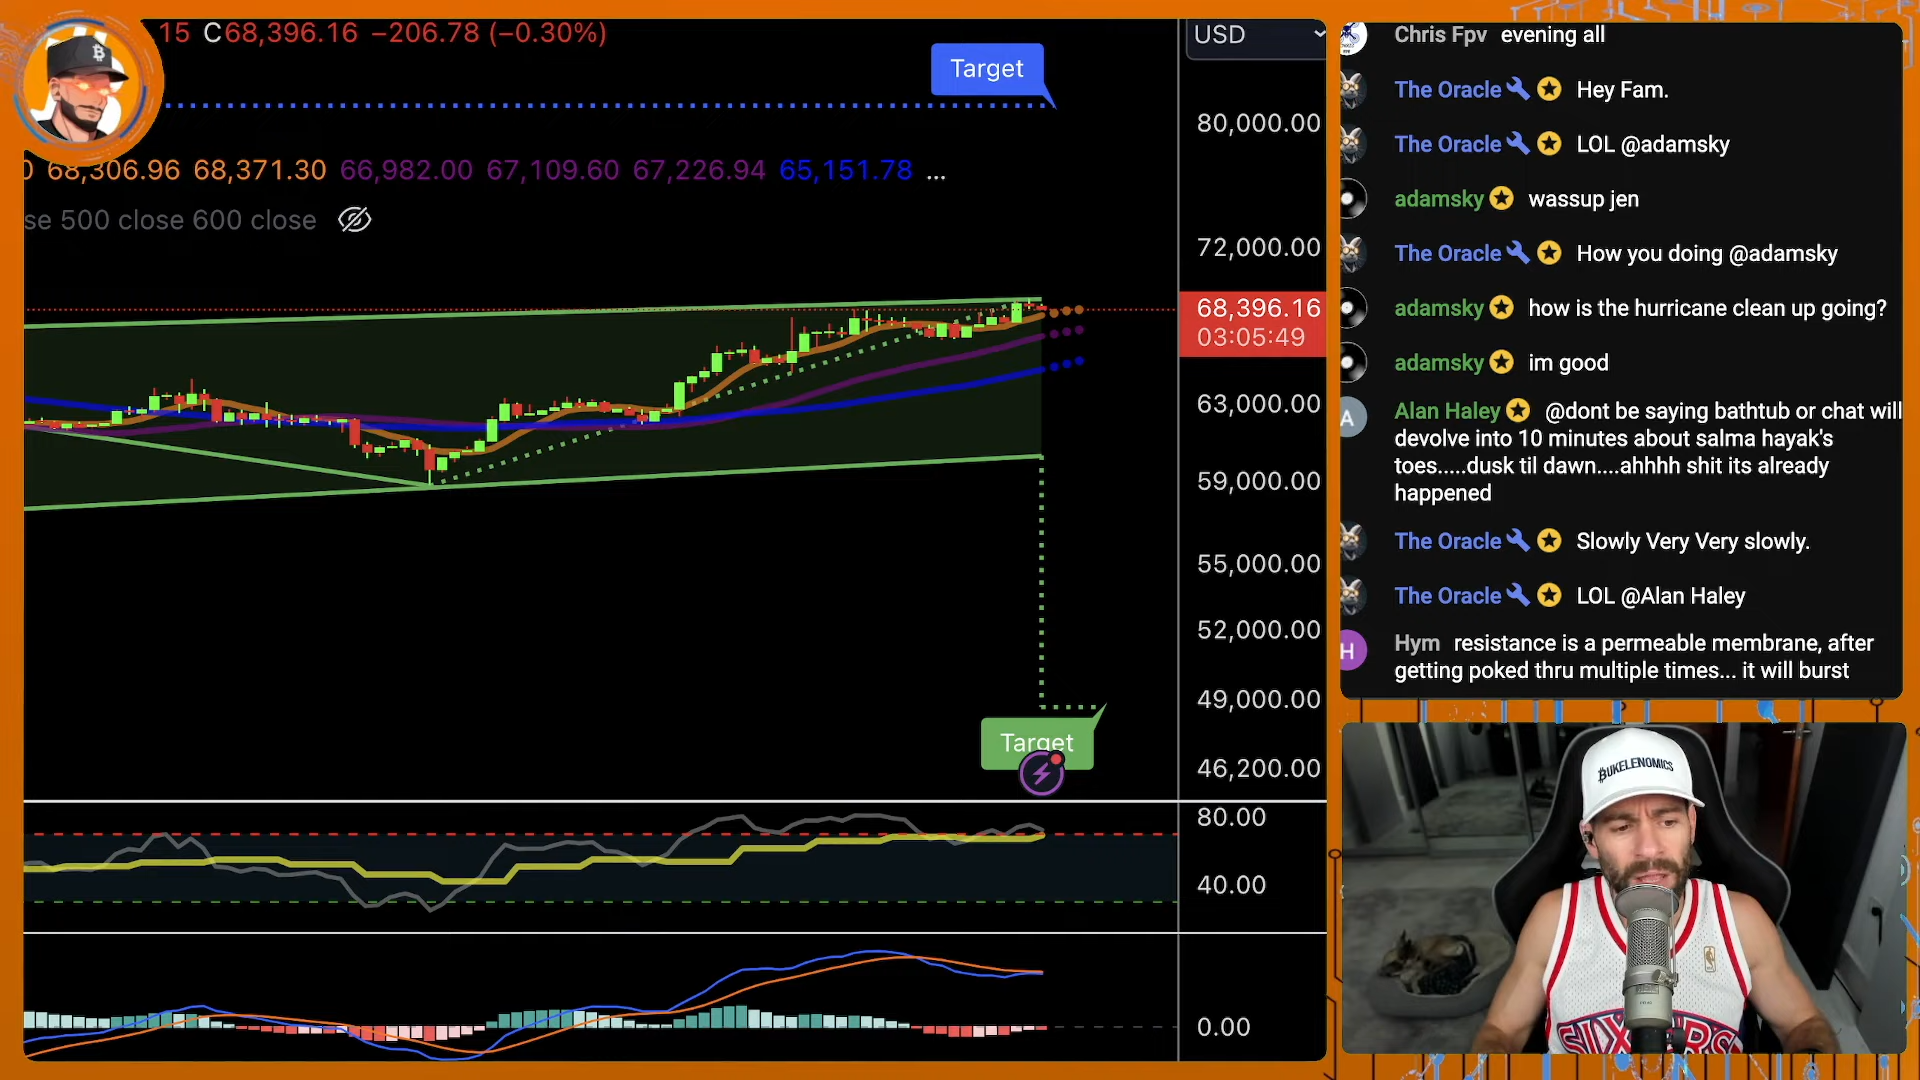 15 C68,396.16 −206.78 (−0.30%)
Target
68,306.96 68,371.30 66,982.00 67,109.60 67,226.94 65,151.78 ...
se 500 close 600 close
USD
80,000.00
72,000.00
68,396.16
03:05:49
63,000.00
59,000.00
55,000.00
52,000.00
49,000.00
46,200.00
Target
80.00
40.00
0.00
Chris Fpv evening all
The Oracle Hey Fam.
The Oracle LOL @adamsky
adamsky wassup jen
The Oracle How you doing @adamsky
adamsky how is the hurricane clean up going?
adamsky im good
A
Alan Haley @dont be saying bathtub or chat will
devolve into 10 minutes about salma hayak's
toes.....dusk til dawn....ahhhh shit its already
happened
The Oracle Slowly Very Very slowly.
The Oracle LOL @Alan Haley
H
Hym resistance is a permeable membrane, after
getting poked thru multiple times... it will burst
₿UKELENOMICS
SIXERS